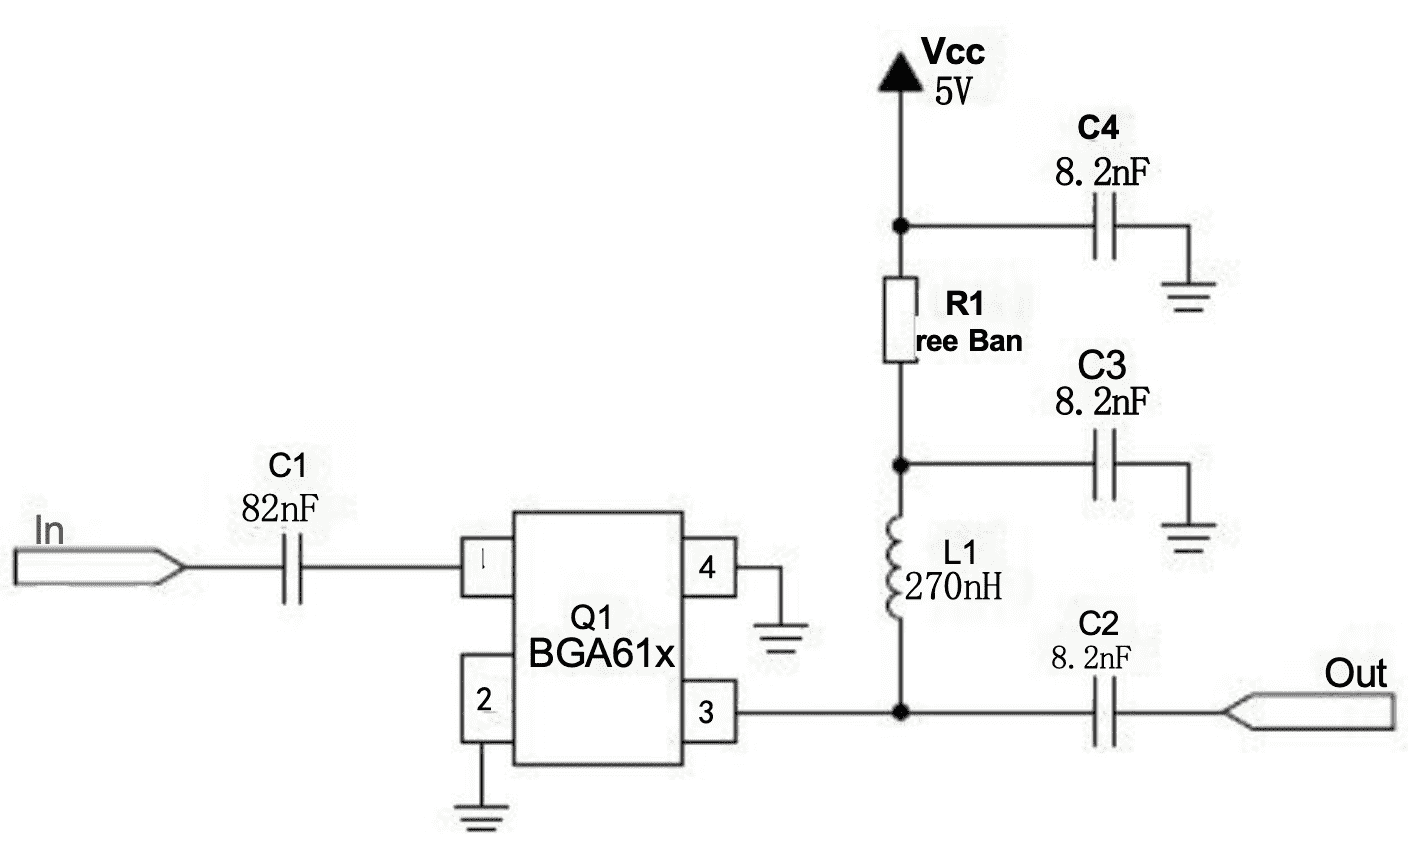 Vcc
5V
C4
8.2nF
R1
ree Ban
C3
8.2nF
C1
82nF
In
1
4
L1
270nH
Q1
BGA61x
C2
8.2nF
2
3
Out